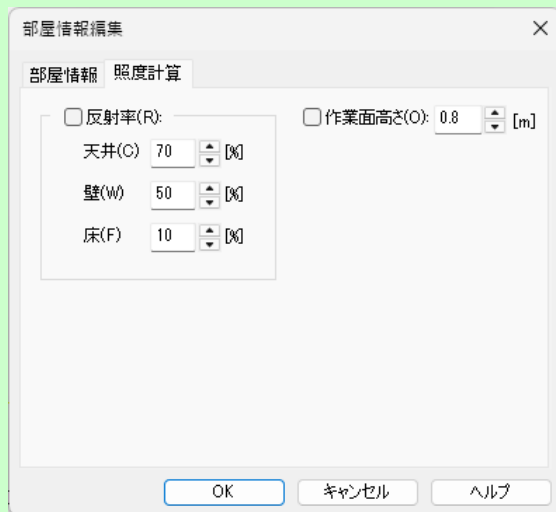 部屋情報編集
部屋情報 照度計算
反射率(R):
天井(C) 70 [%]
壁(W) 50 [%]
床(F) 10 [%]
作業面高さ(O): 0.8 [m]
OK キャンセル ヘルプ